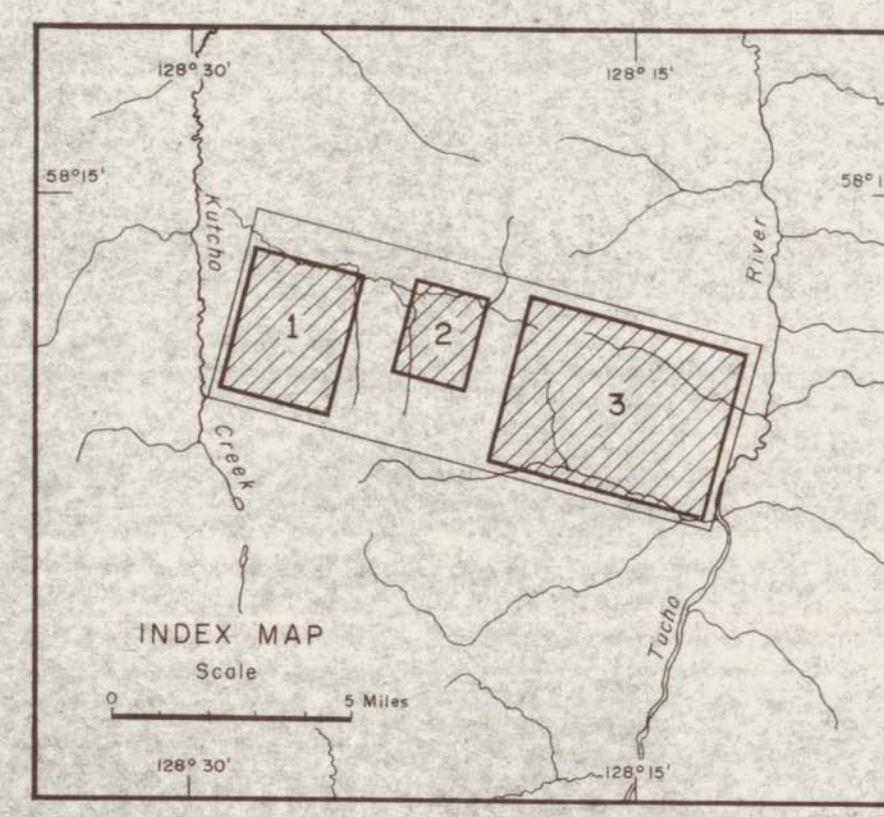 128° 30'
128° 15'
58° 15'
58° 1
Kutcho
River
1
2
3
Creek
Tucho
INDEX MAP
Scale
0 5 Miles
128° 30'
128° 15'